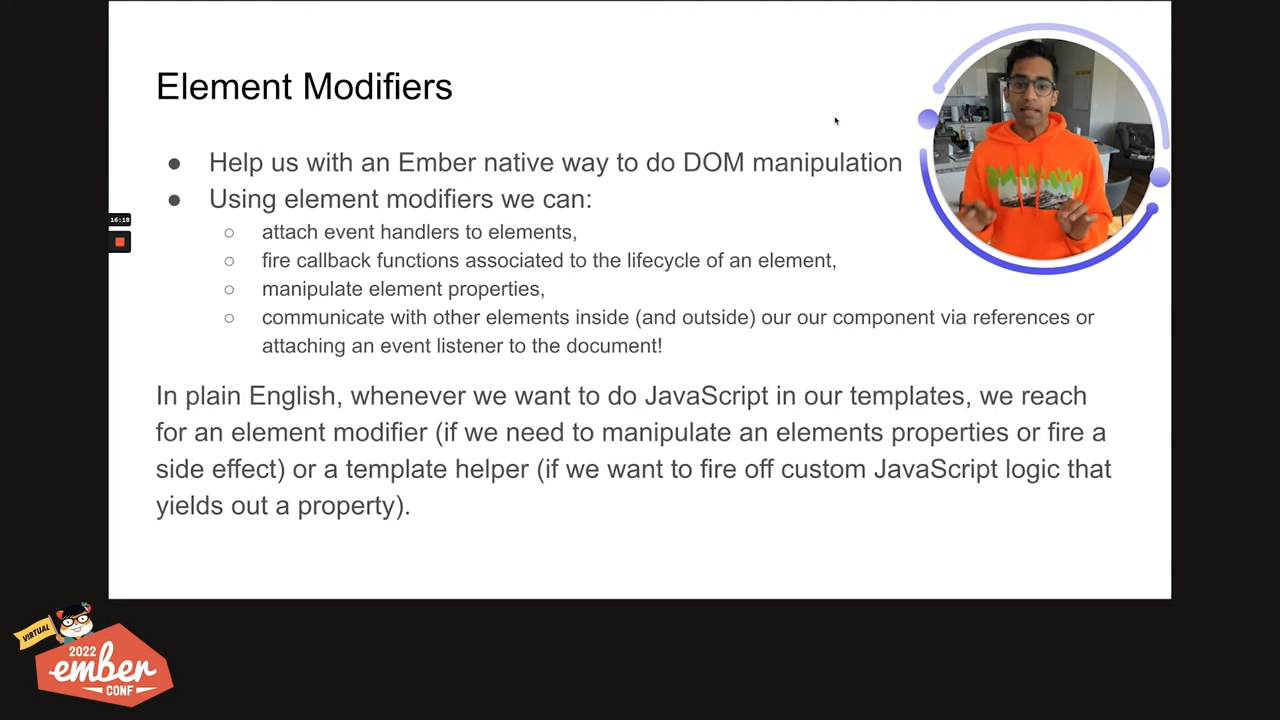 Element Modifiers
● Help us with an Ember native way to do DOM manipulation
● Using element modifiers we can:
○ attach event handlers to elements,
○ fire callback functions associated to the lifecycle of an element,
○ manipulate element properties,
○ communicate with other elements inside (and outside) our our component via references or
attaching an event listener to the document!
In plain English, whenever we want to do JavaScript in our templates, we reach
for an element modifier (if we need to manipulate an elements properties or fire a
side effect) or a template helper (if we want to fire off custom JavaScript logic that
yields out a property).
16:18
VIRTUAL
2022
ember
CONF